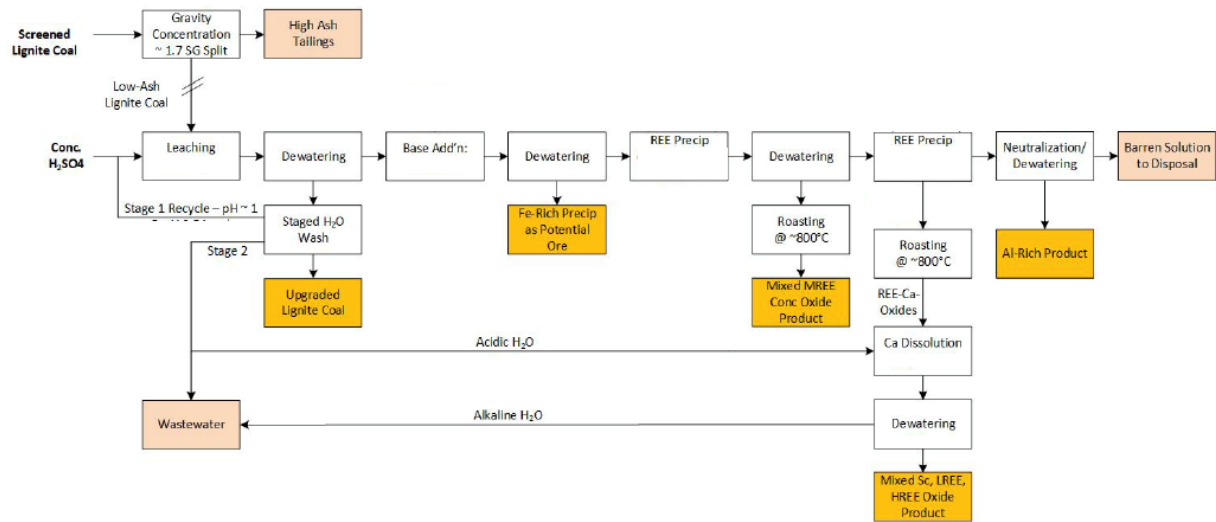 Screened
Lignite Coal
Gravity
Concentration
~ 1.7 SG Split
High Ash
Tailings
Low-Ash
Lignite Coal
Conc.
H₂SO4
Leaching
Dewatering
Base Add'n:
Dewatering
REE Precip
Dewatering
REE Precip
Neutralization/
Dewatering
Barren Solution
to Disposal
Stage 1 Recycle – pH ~ 1
Stage 2
Staged H₂O
Wash
Fe-Rich Precip
as Potential
Ore
Roasting
@ ~800°C
Roasting
@ ~800°C
Al-Rich Product
Upgraded
Lignite Coal
Mixed MREE
Conc Oxide
Product
REE-Ca-
Oxides
Acidic H₂O
Ca Dissolution
Wastewater
Alkaline H₂O
Dewatering
Mixed Sc, LREE,
HREE Oxide
Product